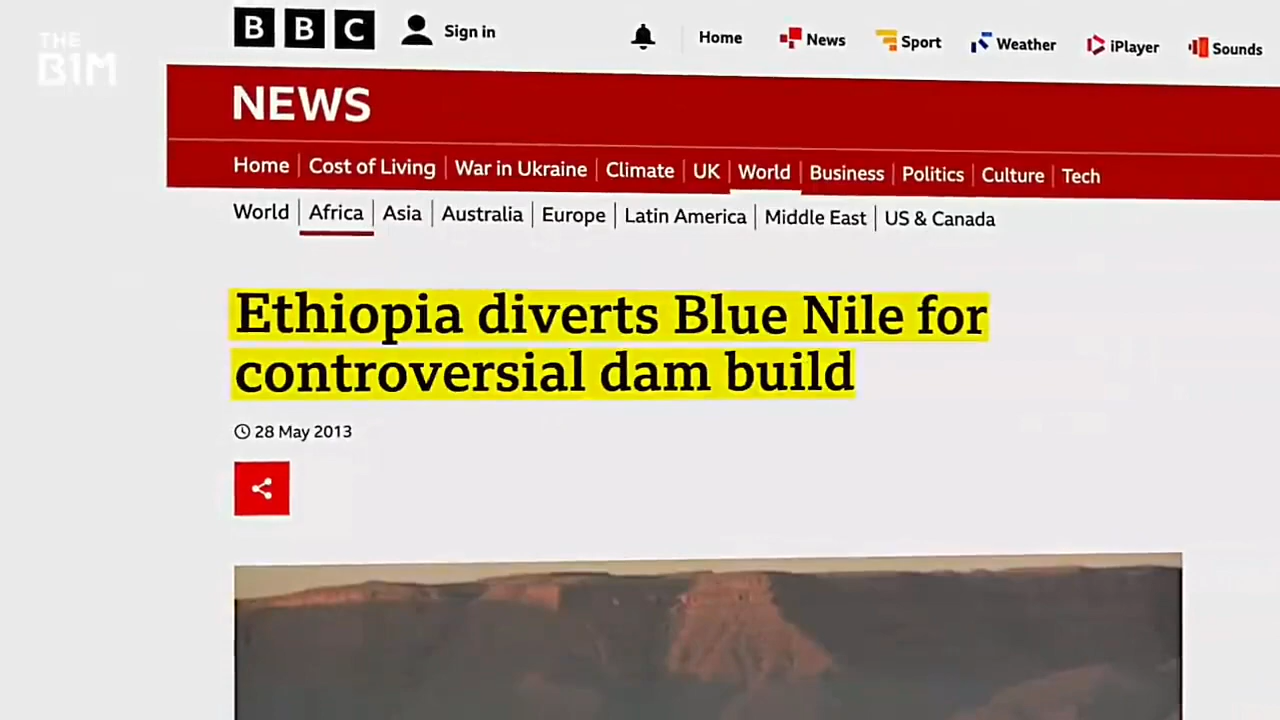 THE
B1M
BBC
Sign in
Home
News
Sport
Weather
iPlayer
Sounds
NEWS
Home
Cost of Living
War in Ukraine
Climate
UK
World
Business
Politics
Culture
Tech
World
Africa
Asia
Australia
Europe
Latin America
Middle East
US & Canada
Ethiopia diverts Blue Nile for
controversial dam build
28 May 2013